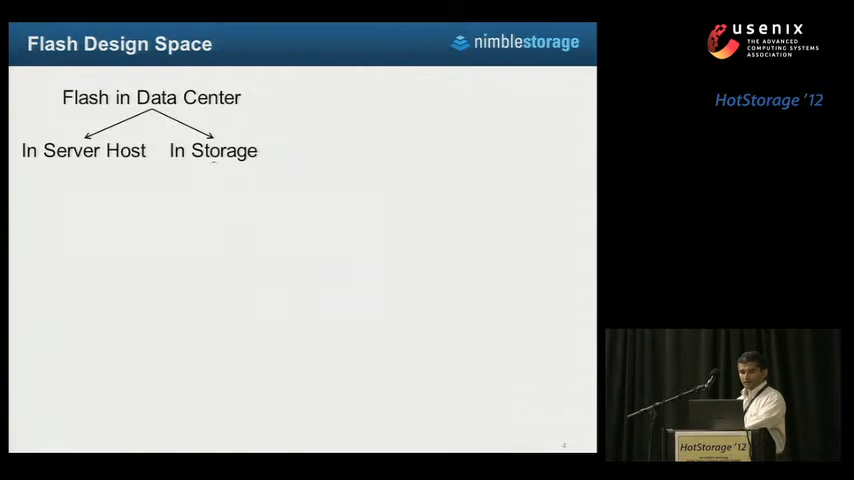 Flash Design Space
nimblestorage
Flash in Data Center
In Server Host
In Storage
4
usenix
THE ADVANCED
COMPUTING SYSTEMS
ASSOCIATION
HotStorage '12
HotStorage '12